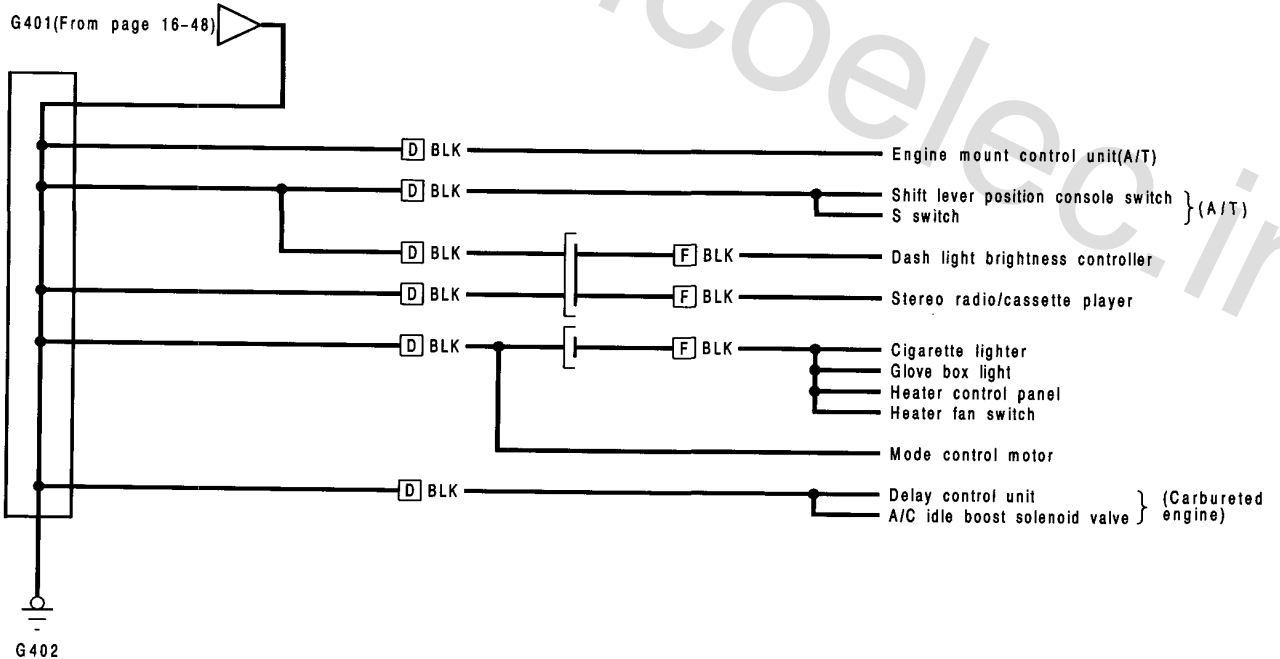 G401(From page 16-48)
D BLK Engine mount control unit(A/T)
D BLK Shift lever position console switch
S switch
(A/T)
D BLK F BLK Dash light brightness controller
D BLK F BLK Stereo radio/cassette player
D BLK F BLK Cigarette lighter
Glove box light
Heater control panel
Heater fan switch
Mode control motor
D BLK Delay control unit
A/C idle boost solenoid valve
(Carbureted
engine)
G402